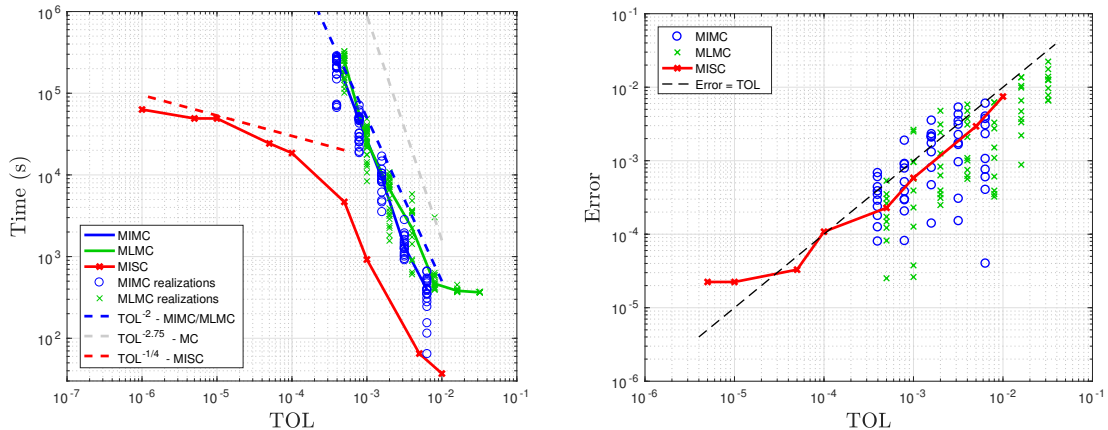 Time (s)
10^5
10^4
10^3
10^2
MIMC
MLMC
MISC
MIMC realizations
MLMC realizations
TOL^-2 - MIMC/MLMC
TOL^-2.75 - MC
TOL^-1/4 - MISC
10^-7 10^-6 10^-5 10^-4 10^-3 10^-2 10^-1
TOL
Error
10^-1
10^-2
10^-3
10^-4
10^-5
10^-6
MIMC
MLMC
MISC
Error = TOL
10^-6 10^-5 10^-4 10^-3 10^-2 10^-1
TOL